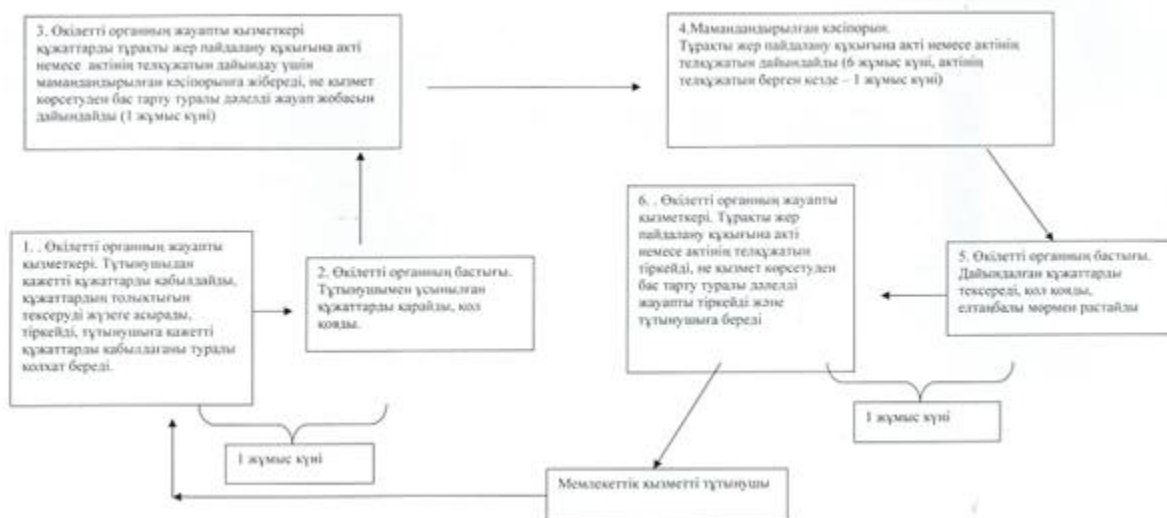 3. Өкілетті органның жауапты қызметкері
құжаттарды тұрақты жер пайдалану құқығына акті
немесе актінің телқұжатын дайындау үшін
мамандандырылған кәсіпорынға жібереді, не қызмет
көрсетуден бас тарту туралы дәлелді жауап жобасын
дайындайды (1 жұмыс күні)
4.Мамандандырылған кәсіпорын.
Тұрақты жер пайдалану құқығына акті немесе актінің
телқұжатын дайындайды (6 жұмыс күні, актінің
телқұжатын берген кезде – 1 жұмыс күні)
1. . Өкілетті органның жауапты
қызметкері. Тұтынушыдан
қажетті құжаттарды қабылдайды,
құжаттардың толықтығын
тексеруді жүзеге асырады,
тіркейді, тұтынушыға қажетті
құжаттарды қабылдағаны туралы
қолхат береді.
2. Өкілетті органның бастығы.
Тұтынушымен ұсынылған
құжаттарды қарайды, қол
қояды.
6. . Өкілетті органның жауапты
қызметкері. Тұрақты жер
пайдалану құқығына акті
немесе актінің телқұжатын
тіркейді, не қызмет көрсетуден
бас тарту туралы дәлелді
жауапты тіркейді және
тұтынушыға береді
5. Өкілетті органның бастығы.
Дайындалған құжаттарды
тексереді, қол қояды,
елтаңбалы мөрмен растайды
1 жұмыс күні
1 жұмыс күні
Мемлекеттік қызметті тұтынушы